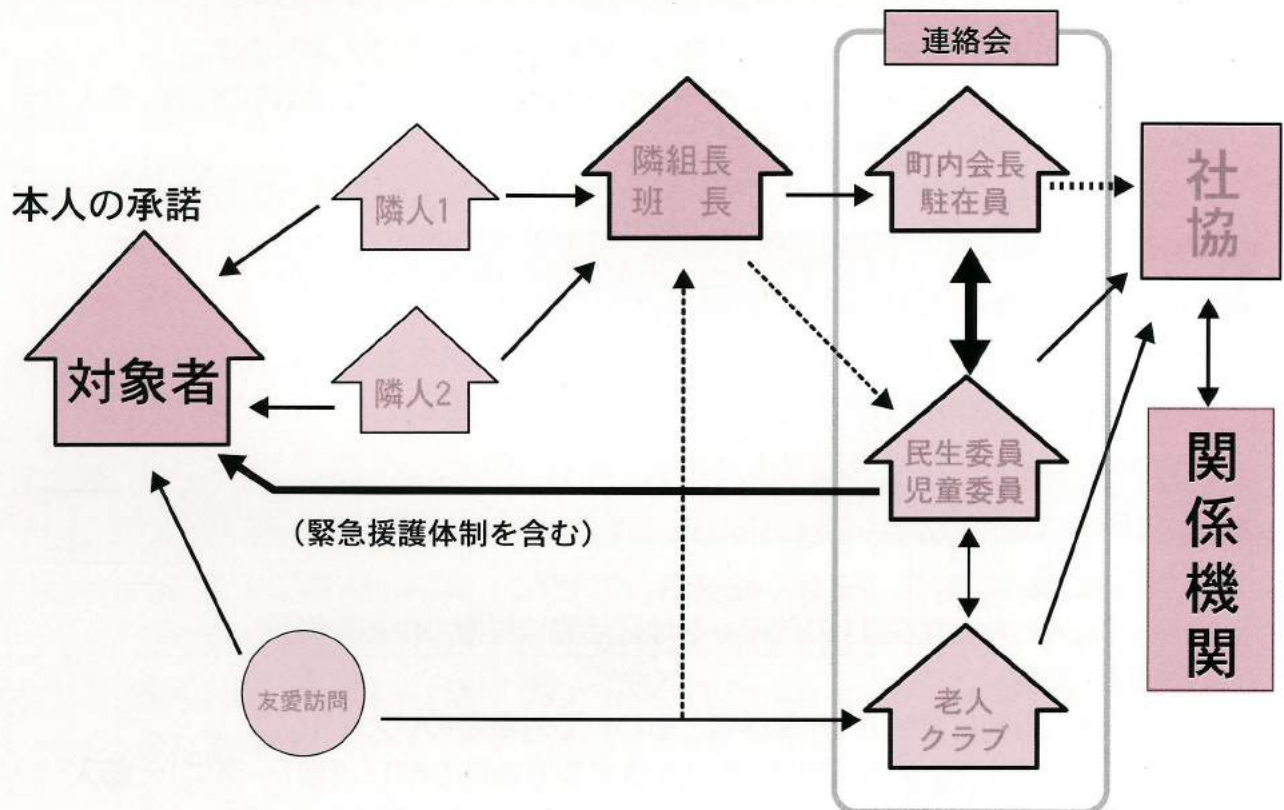 連絡会
本人の承諾
対象者
隣人1
隣人2
隣組長
班　長
町内会長
駐在員
社協
民生委員
児童委員
(緊急援護体制を含む)
関係機関
友愛訪問
老人
クラブ